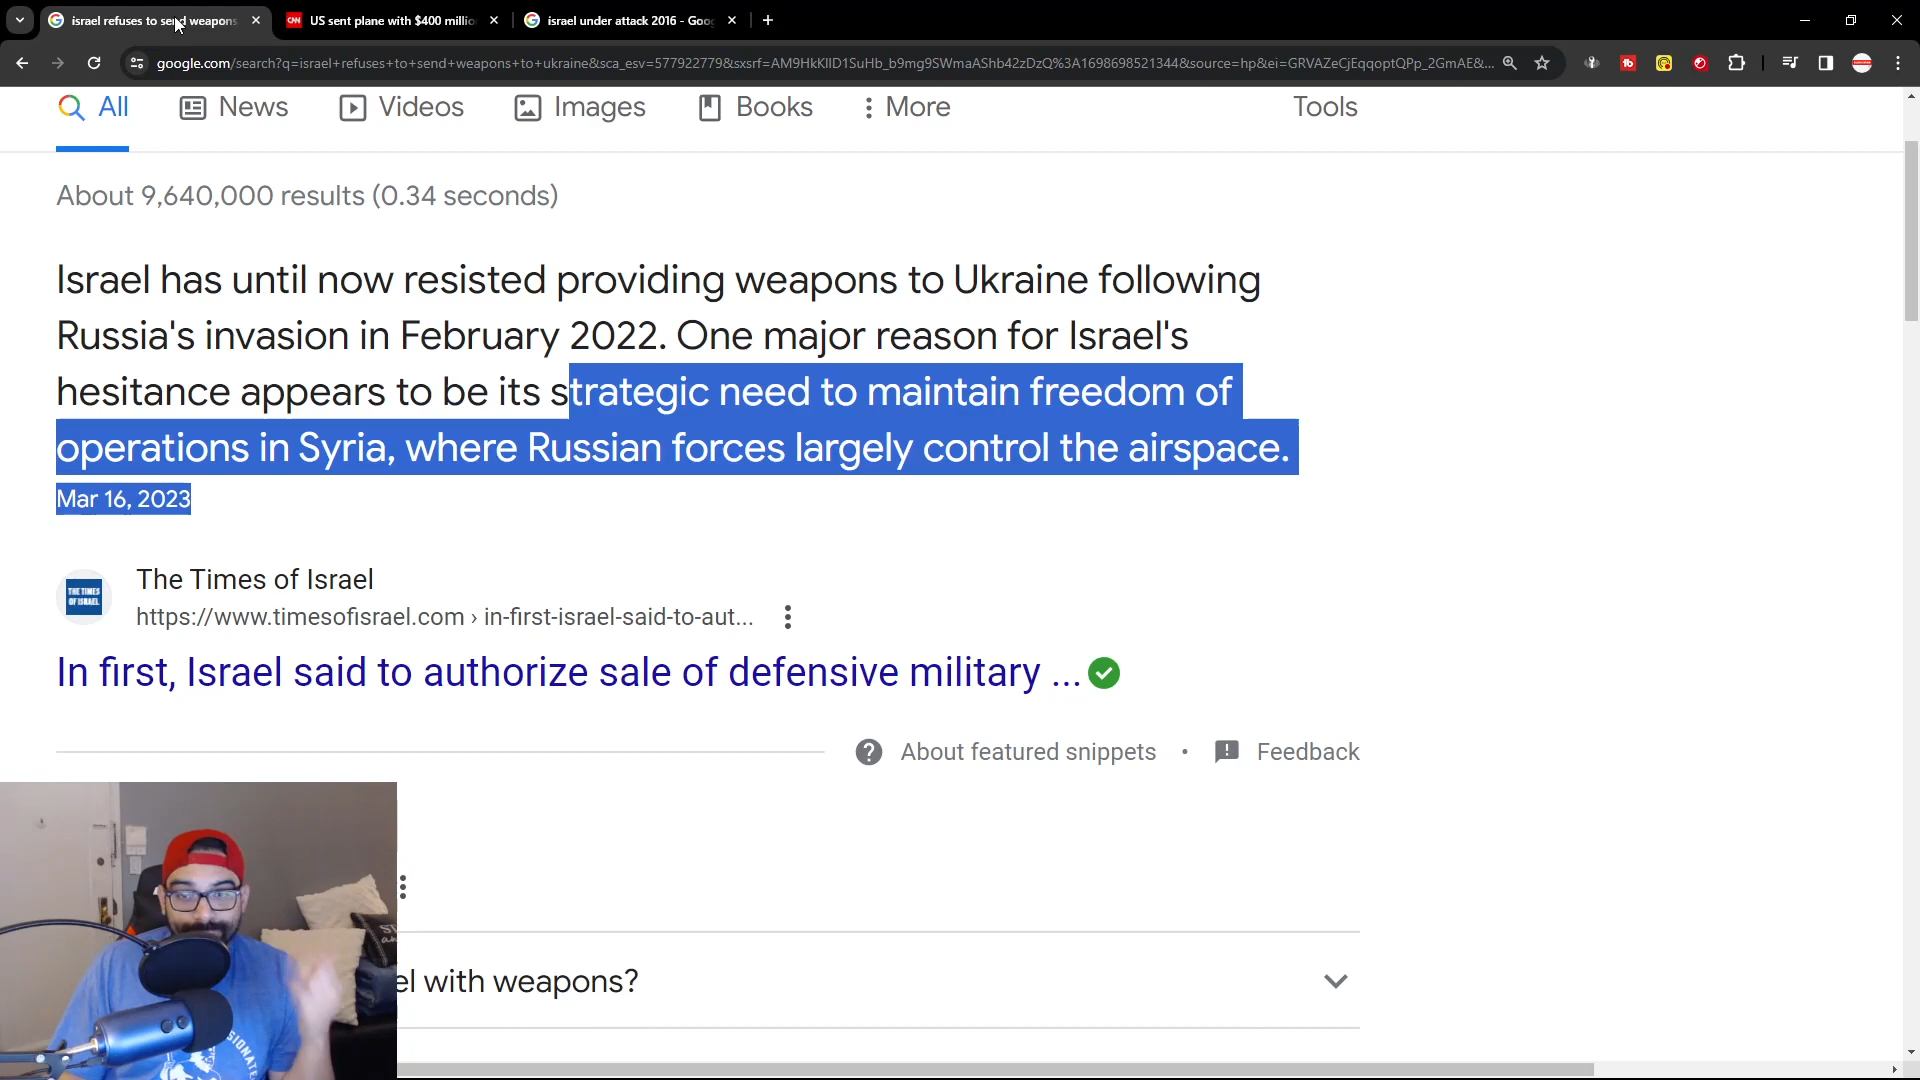 israel refuses to send weapons
CNN
US sent plane with $400 millio
israel under attack 2016 - Goo
google.com/search?q=israel+refuses+to+send+weapons+to+ukraine&sca_esv=577922779&sxsrf=
All
News
Videos
Images
Books
More
Tools
About 9,640,000 results (0.34 seconds)
Israel has until now resisted providing weapons to Ukraine following
Russia's invasion in February 2022. One major reason for Israel's
hesitance appears to be its strategic need to maintain freedom of
operations in Syria, where Russian forces largely control the airspace.
Mar 16, 2023
THE TIMES
OF ISRAEL
The Times of Israel
https://www.timesofisrael.com › in-first-israel-said-to-aut...
In first, Israel said to authorize sale of defensive military ...
About featured snippets
•
Feedback
el with weapons?